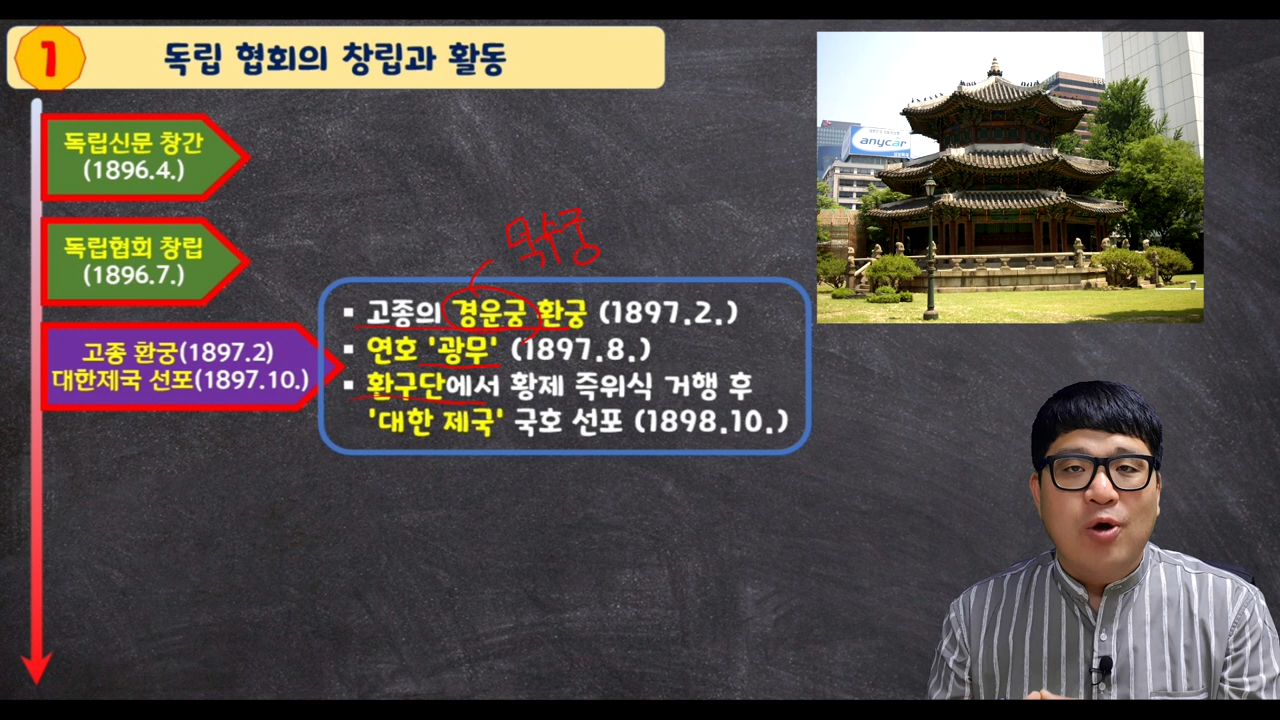 1
독립 협회의 창립과 활동
독립신문 창간
(1896.4.)
독립협회 창립
(1896.7.)
고종 환궁(1897.2)
대한제국 선포(1897.10.)
▪ 고종의 경운궁 환궁 (1897.2.)
▪ 연호 '광무' (1897.8.)
▪ 환구단에서 황제 즉위식 거행 후
'대한 제국' 국호 선포 (1898.10.)
anycar